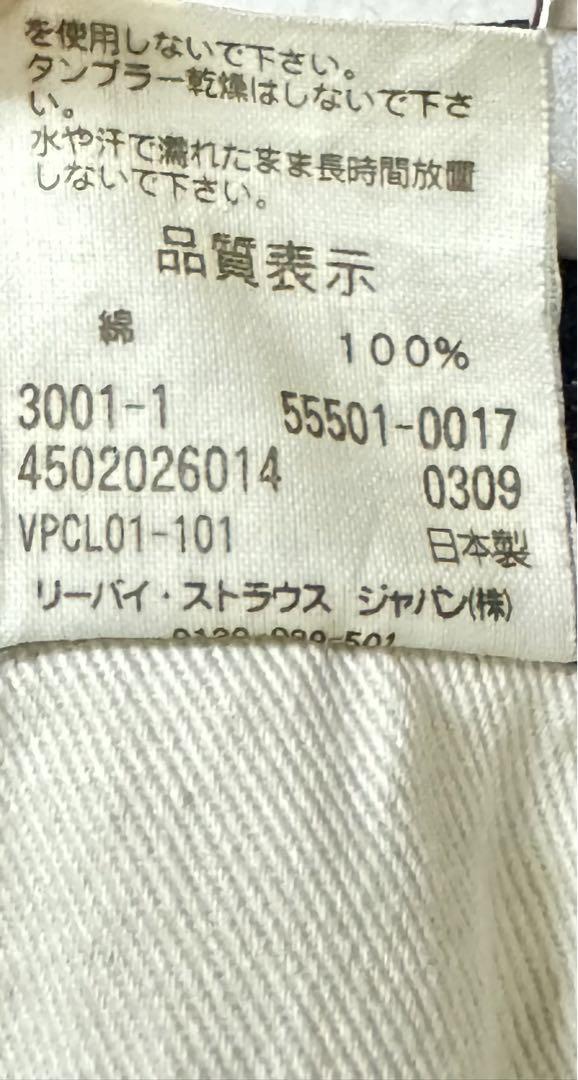 を使用しないで下さい。
タンブラー乾燥はしないで下さ
い。
水や汗で濡れたまま長時間放置
しないで下さい。
品質表示
綿 100%
3001-1 55501-0017
4502026014 0309
VPCL01-101 日本製
リーバイ・ストラウス ジャパン(株)